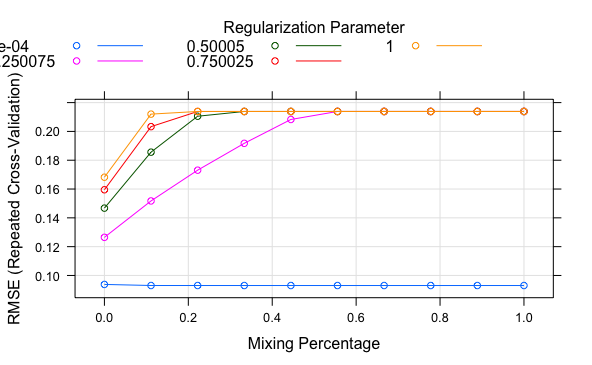 Regularization Parameter
e-04 0.50005 1
.250075 0.750025
RMSE (Repeated Cross-Validation)
0.20
0.18
0.16
0.14
0.12
0.10
0.0 0.2 0.4 0.6 0.8 1.0
Mixing Percentage